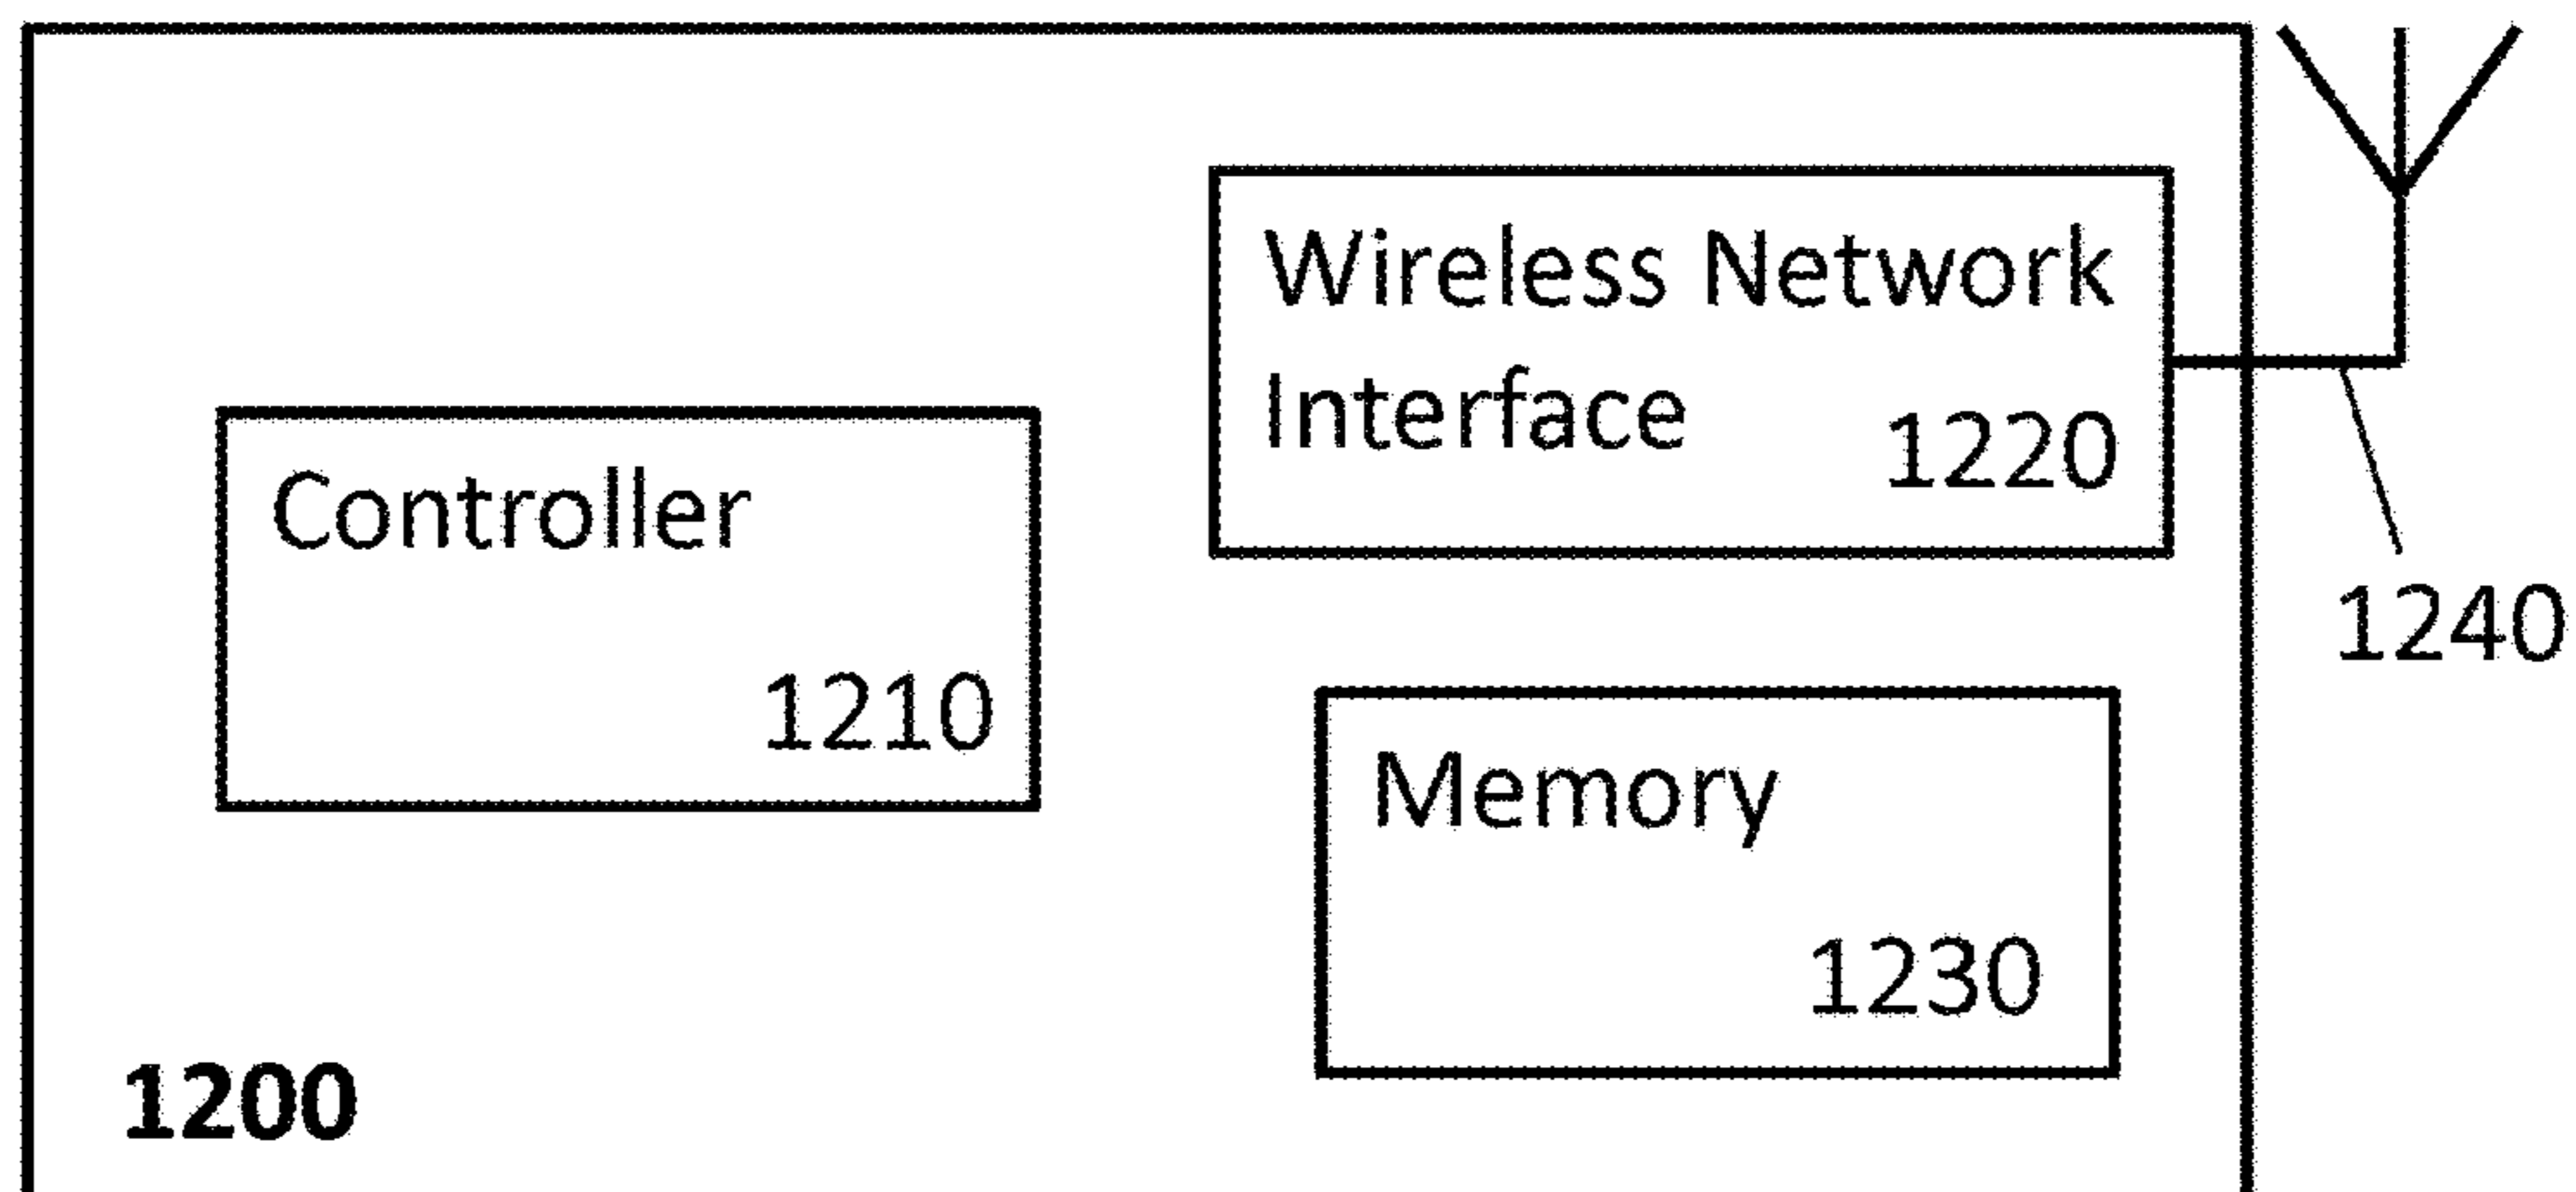 Wireless Network
Interface
1220
Controller
1210
1240
Memory
1230
1200